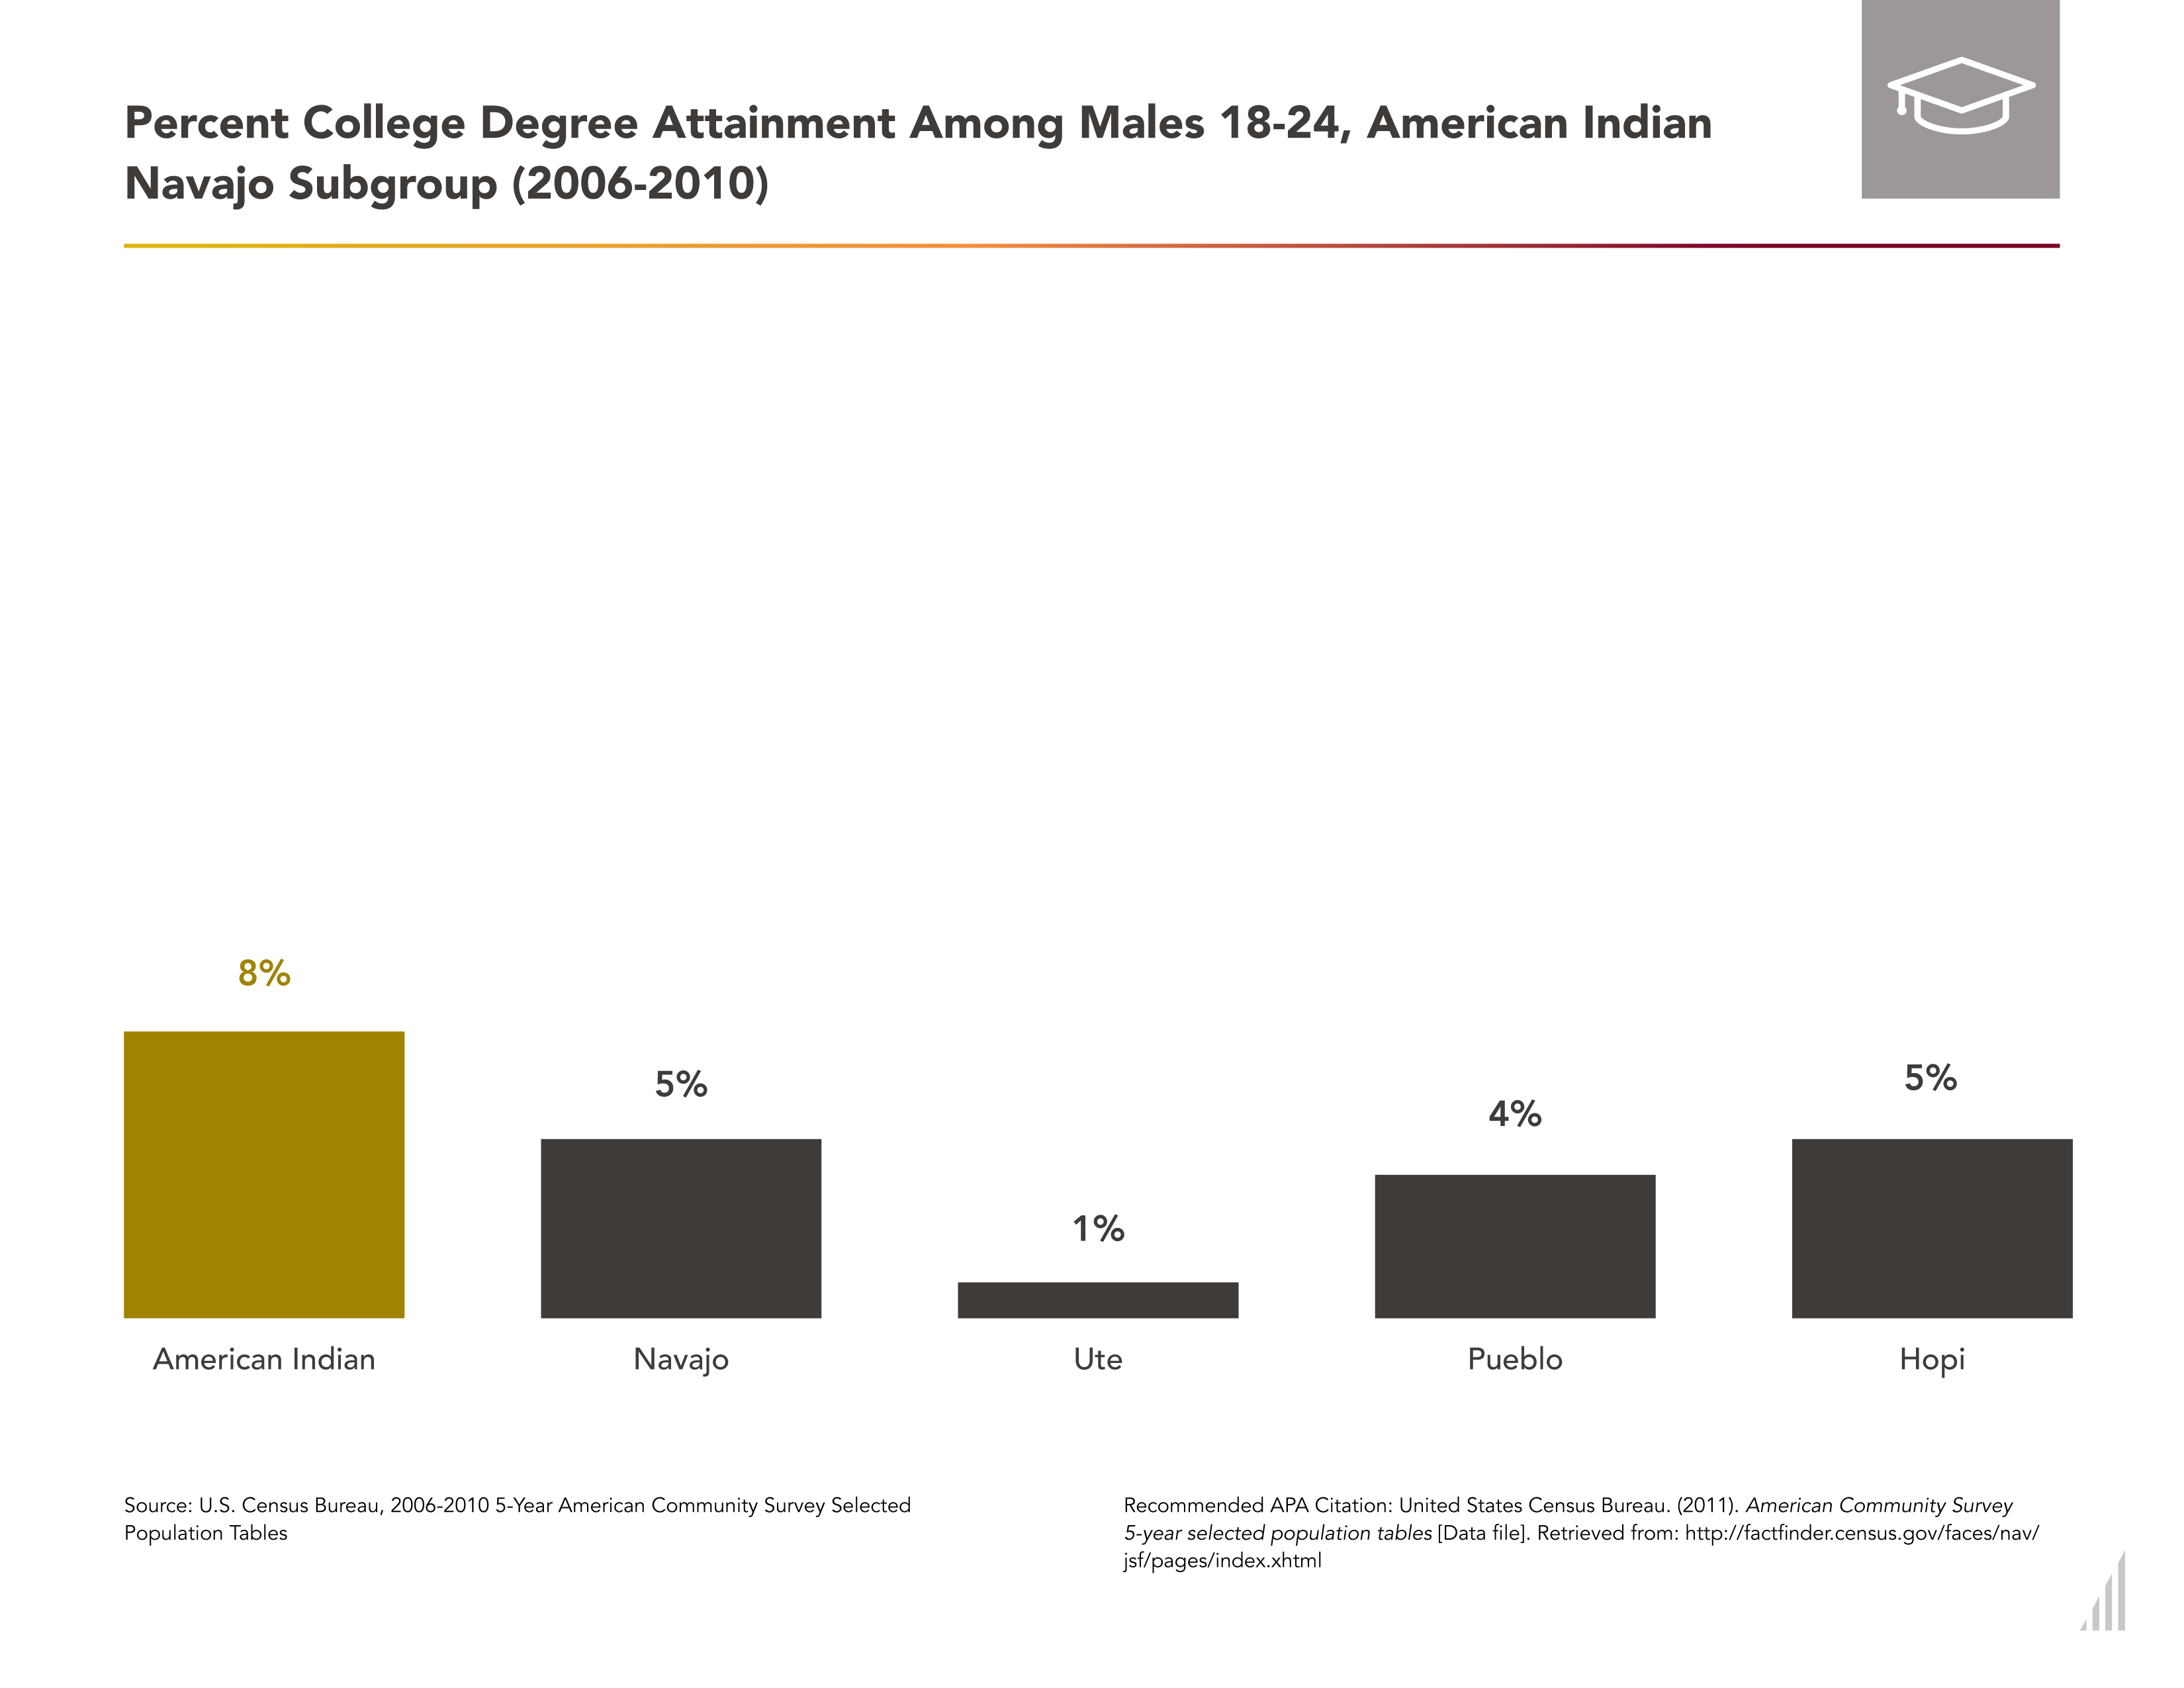 Percent College Degree Attainment Among Males 18-24, American Indian
Navajo Subgroup (2006-2010)
8%
5%
1%
4%
5%
American Indian
Navajo
Ute
Pueblo
Hopi
Source: U.S. Census Bureau, 2006-2010 5-Year American Community Survey Selected
Population Tables
Recommended APA Citation: United States Census Bureau. (2011). American Community Survey
5-year selected population tables [Data file]. Retrieved from: http://factfinder.census.gov/faces/nav/
jsf/pages/index.xhtml